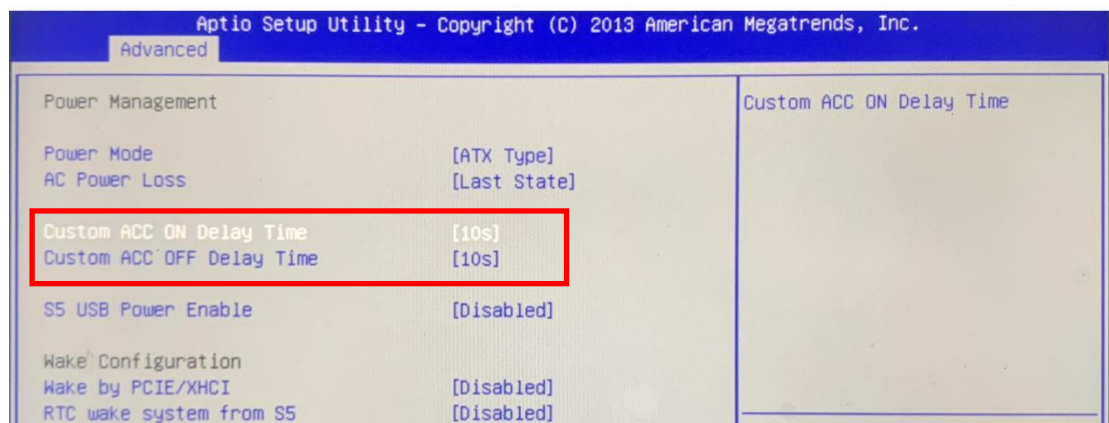 Aptio Setup Utility – Copyright (C) 2013 American Megatrends, Inc.
Advanced
Power Management
Custom ACC ON Delay Time
Power Mode [ATX Type]
AC Power Loss [Last State]
Custom ACC ON Delay Time [10s]
Custom ACC OFF Delay Time [10s]
S5 USB Power Enable [Disabled]
Wake Configuration
Wake by PCIE/XHCI [Disabled]
RTC wake system from S5 [Disabled]